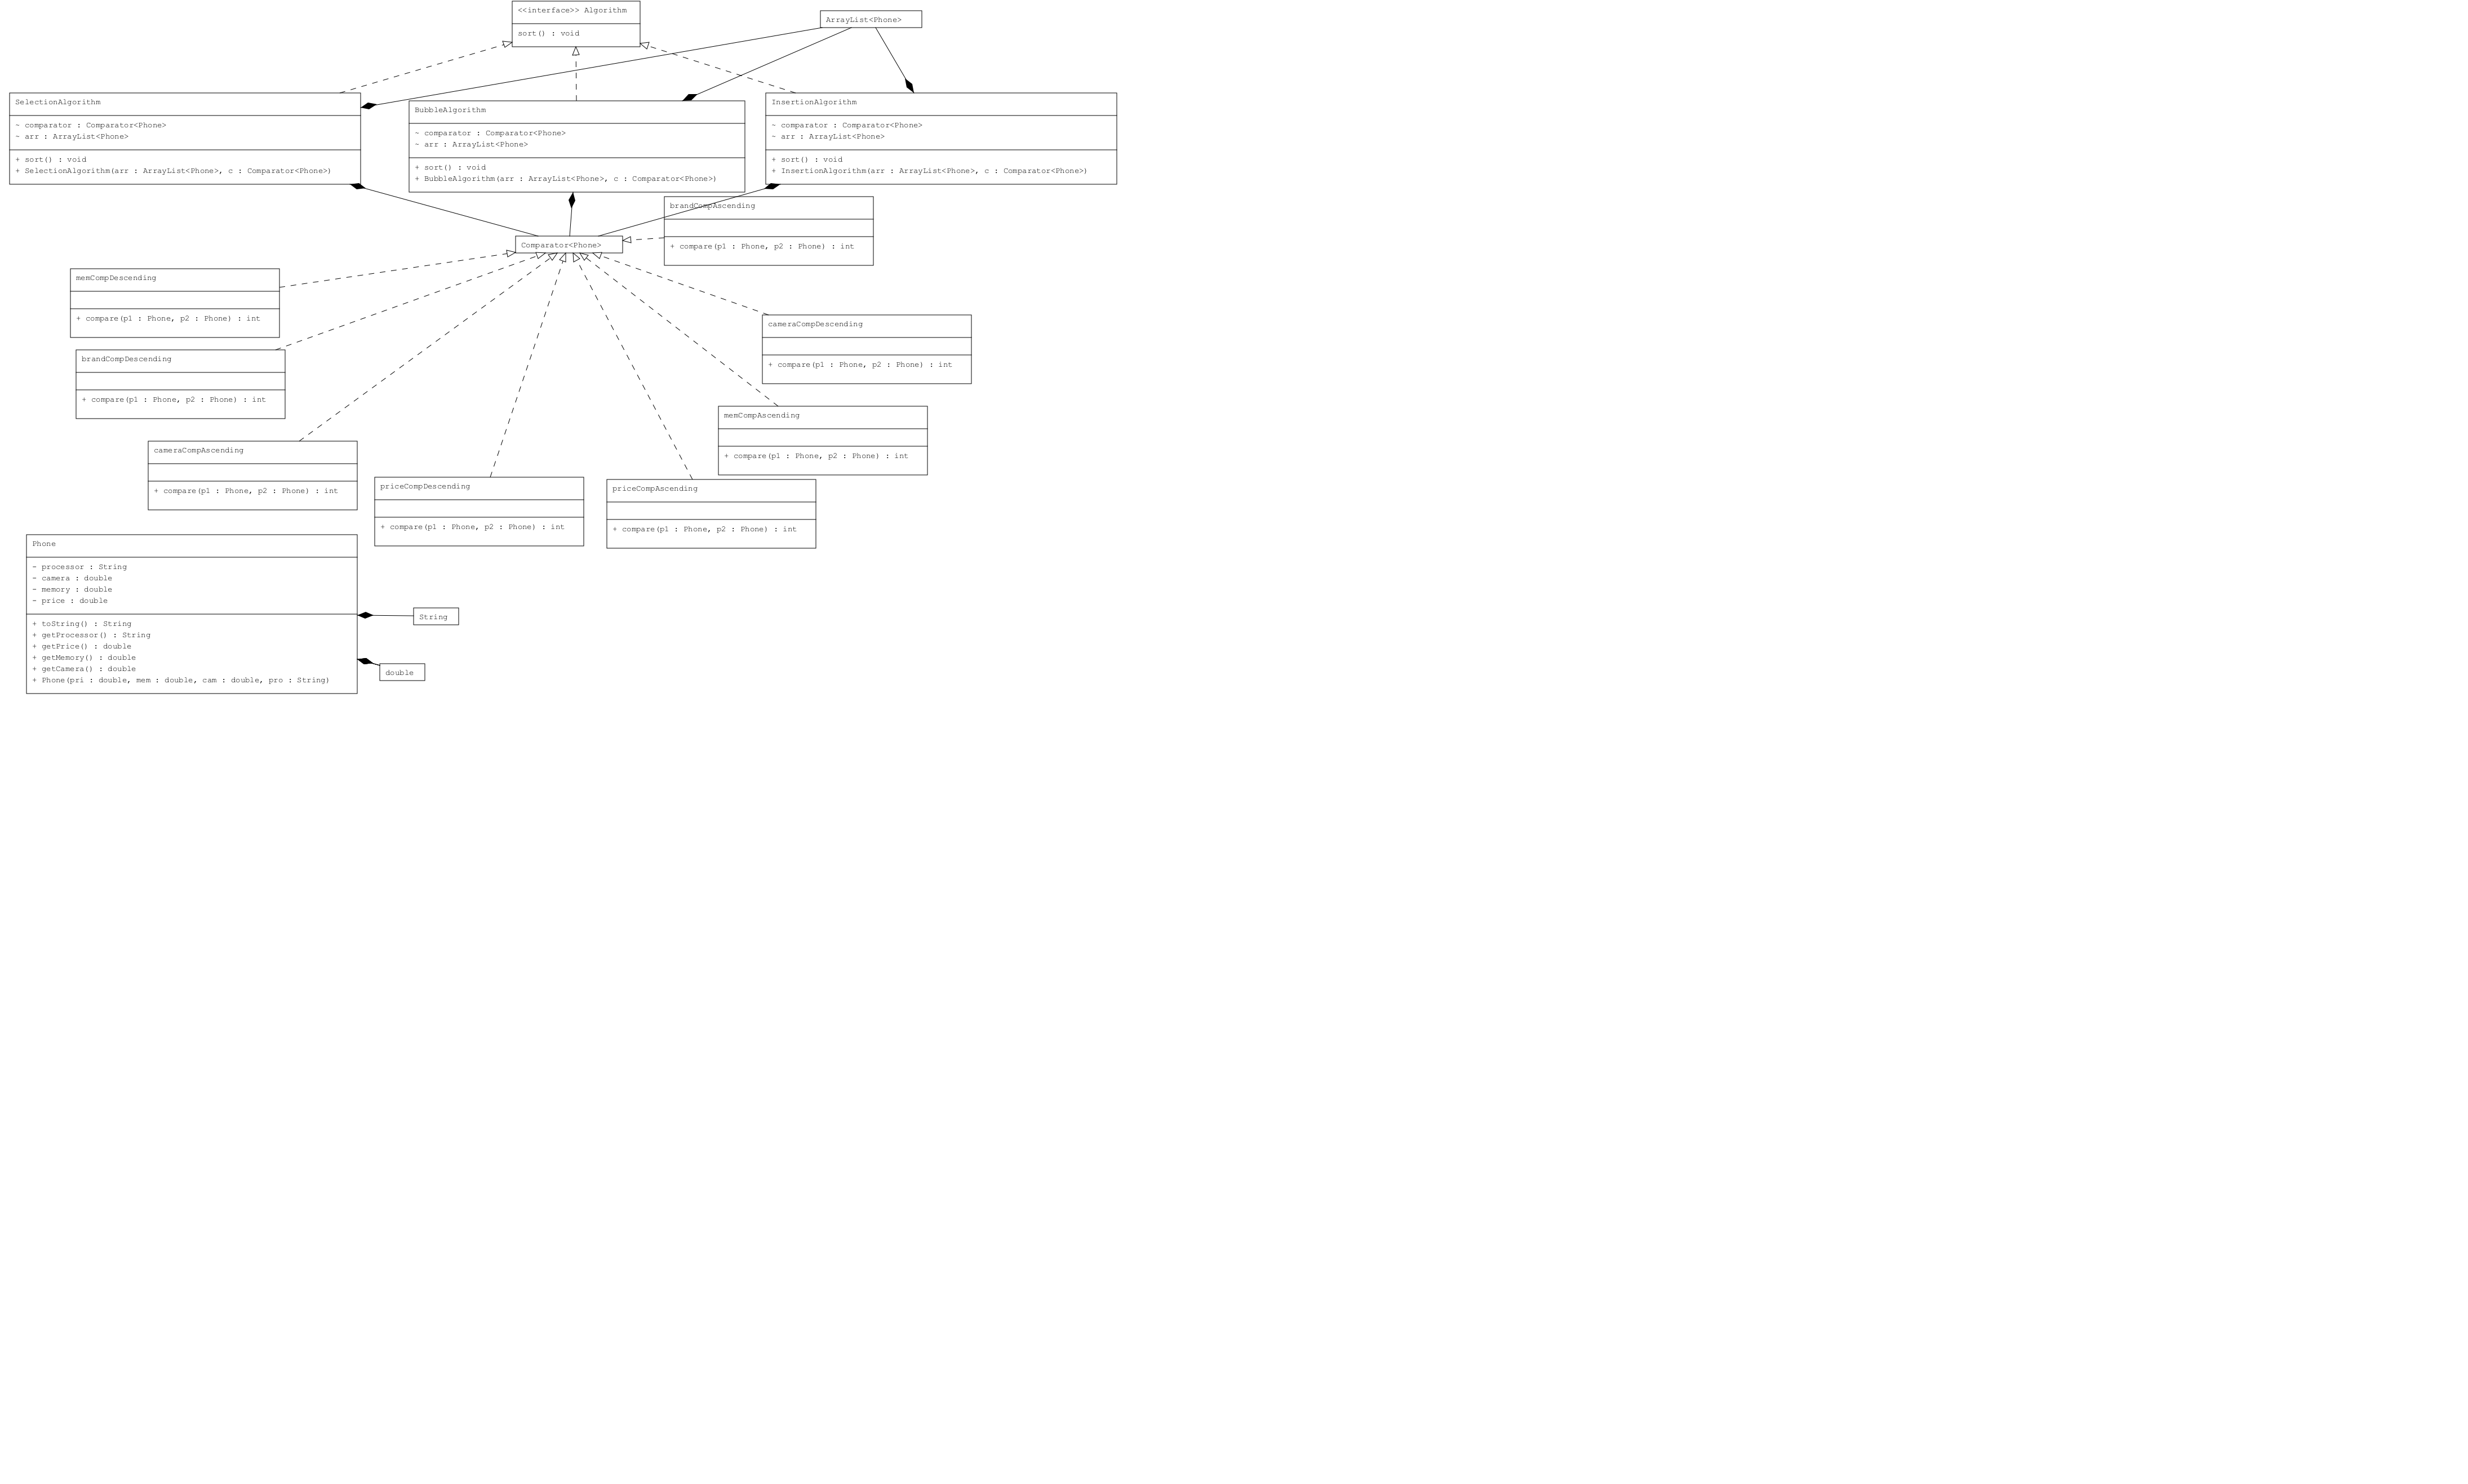 <<interface>> Algorithm
sort() : void
ArrayList<Phone>
SelectionAlgorithm
~ comparator : Comparator<Phone>
~ arr : ArrayList<Phone>
+ sort() : void
+ SelectionAlgorithm(arr : ArrayList<Phone>, c : Comparator<Phone>)
BubbleAlgorithm
~ comparator : Comparator<Phone>
~ arr : ArrayList<Phone>
+ sort() : void
+ BubbleAlgorithm(arr : ArrayList<Phone>, c : Comparator<Phone>)
InsertionAlgorithm
~ comparator : Comparator<Phone>
~ arr : ArrayList<Phone>
+ sort() : void
+ InsertionAlgorithm(arr : ArrayList<Phone>, c : Comparator<Phone>)
brandCompAscending
+ compare(p1 : Phone, p2 : Phone) : int
Comparator<Phone>
memCompDescending
+ compare(p1 : Phone, p2 : Phone) : int
cameraCompDescending
+ compare(p1 : Phone, p2 : Phone) : int
brandCompDescending
+ compare(p1 : Phone, p2 : Phone) : int
memCompAscending
+ compare(p1 : Phone, p2 : Phone) : int
cameraCompAscending
+ compare(p1 : Phone, p2 : Phone) : int
priceCompDescending
+ compare(p1 : Phone, p2 : Phone) : int
priceCompAscending
+ compare(p1 : Phone, p2 : Phone) : int
Phone
- processor : String
- camera : double
- memory : double
- price : double
+ toString() : String
+ getProcessor() : String
+ getPrice() : double
+ getMemory() : double
+ getCamera() : double
+ Phone(pri : double, mem : double, cam : double, pro : String)
String
double